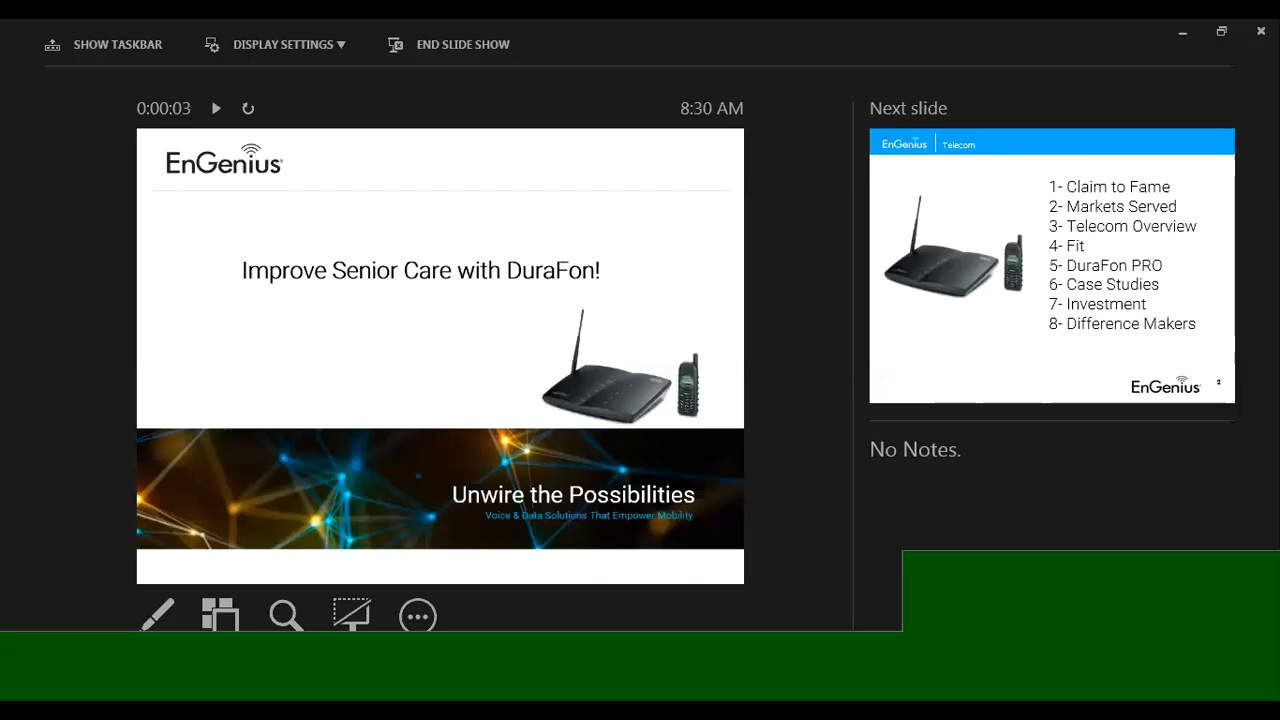 SHOW TASKBAR
DISPLAY SETTINGS ▼
END SLIDE SHOW
0:00:03
8:30 AM
EnGenius®
Improve Senior Care with DuraFon!
Unwire the Possibilities
Voice & Data Solutions That Empower Mobility
Next slide
EnGenius
Telecom
1- Claim to Fame
2- Markets Served
3- Telecom Overview
4- Fit
5- DuraFon PRO
6- Case Studies
7- Investment
8- Difference Makers
EnGenius
2
No Notes.